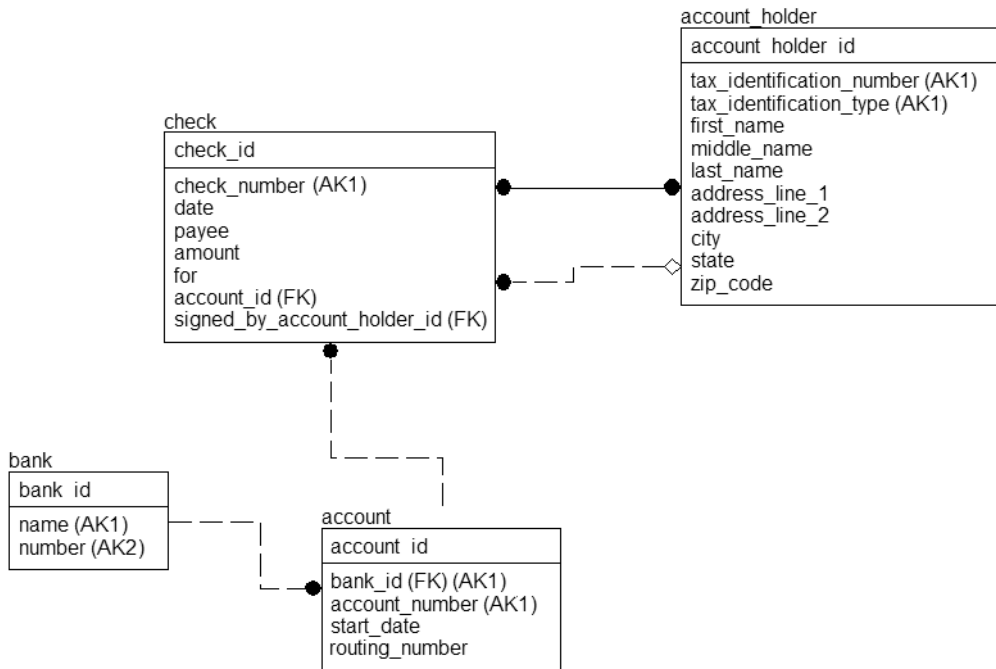 account_holder
account holder id
tax_identification_number (AK1)
tax_identification_type (AK1)
first_name
middle_name
last_name
address_line_1
address_line_2
city
state
zip_code
check
check_id
check_number (AK1)
date
payee
amount
for
account_id (FK)
signed_by_account_holder_id (FK)
bank
bank id
name (AK1)
number (AK2)
account
account id
bank_id (FK) (AK1)
account_number (AK1)
start_date
routing_number